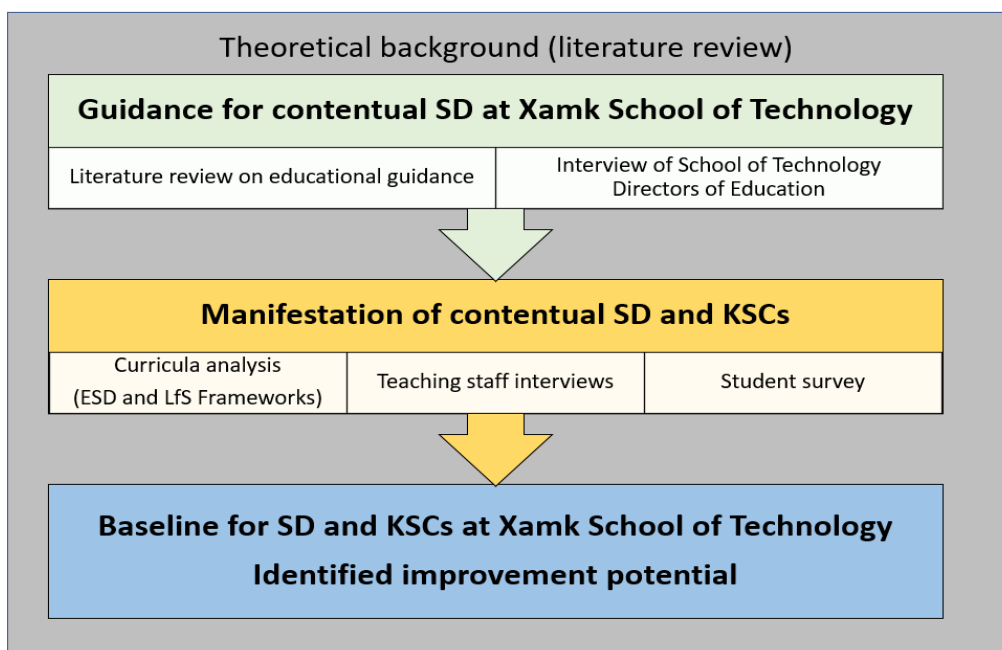 Theoretical background (literature review)
Guidance for contentual SD at Xamk School of Technology
Literature review on educational guidance
Interview of School of Technology
Directors of Education
Manifestation of contentual SD and KSCs
Curricula analysis
(ESD and LfS Frameworks)
Teaching staff interviews
Student survey
Baseline for SD and KSCs at Xamk School of Technology
Identified improvement potential